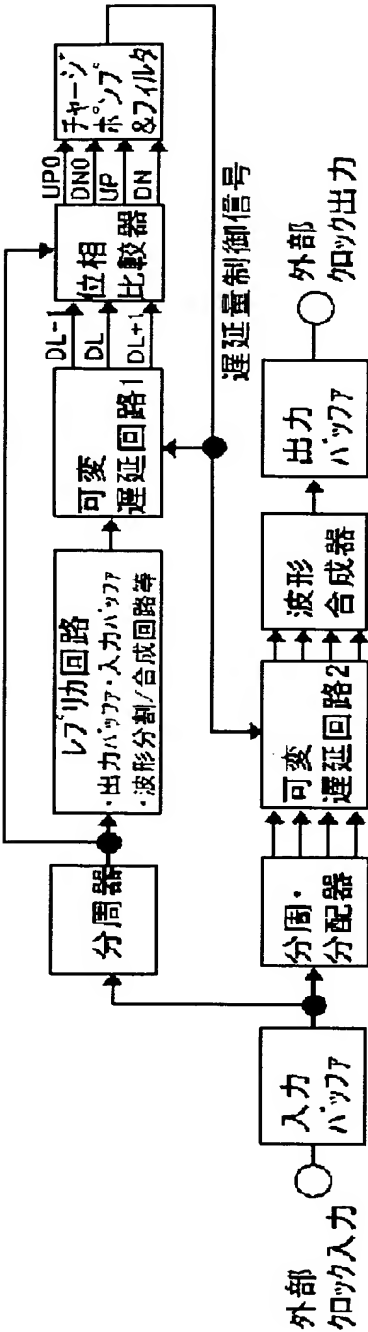 外部
クロック入力
入力
バッファ
分周器
分周・
分配器
レプリカ回路
・出力バッファ・入力バッファ
・波形分割/合成回路等
可変
遅延回路1
DL-1
DL
DL+1
位相
比較器
UP0
DN0
UP
DN
チャージ
ポンプ
&フィルタ
遅延量制御信号
可変
遅延回路2
波形
合成器
出力
バッファ
外部
クロック出力